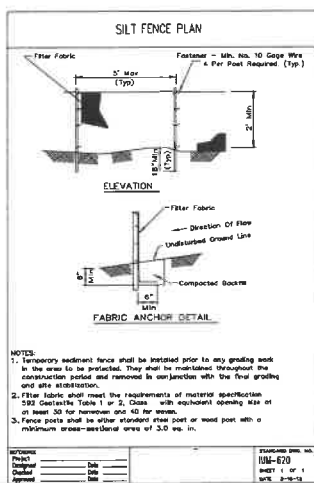 SILT FENCE PLAN
Filter Fabric
Fastener - Min. No. 10 Gage Wire
4 Per Post Required. (Typ.)
5' Max
(Typ)
2' Min
18" Min
(Typ)
ELEVATION
Filter Fabric
Direction Of Flow
Undisturbed Ground Line
6"
Min
Compacted Backfill
6"
Min
FABRIC ANCHOR DETAIL
NOTES:
1. Temporary sediment fence shall be installed prior to any grading work
in the area to be protected. They shall be maintained throughout the
construction period and removed in conjunction with the final grading
and site stabilization.
2. Filter fabric shall meet the requirements of material specification
592 Geotextile Table 1 or 2, Class with equivalent opening size of
at least 30 for nonwoven and 40 for woven.
3. Fence posts shall be either standard steel post or wood post with a
minimum cross-sectional area of 3.0 sq. in.
REFERENCE
Project
Designed Date
Checked Date
Approved Date
STANDARD DWG. NO.
IUM-620
SHEET 1 OF 1
DATE